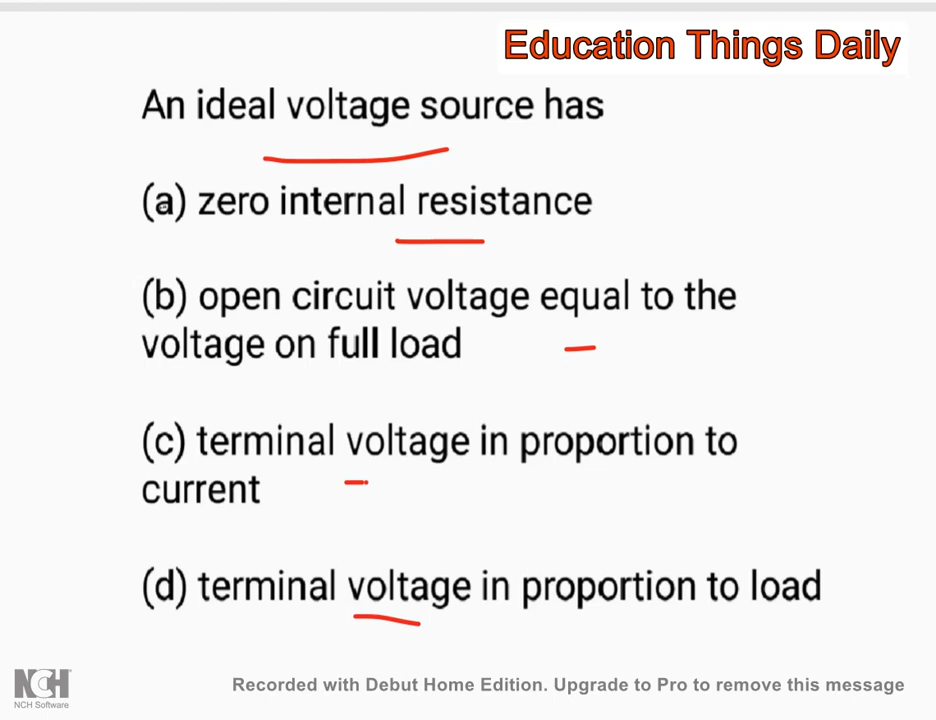 Education Things Daily
An ideal voltage source has
(a) zero internal resistance
(b) open circuit voltage equal to the
voltage on full load
(c) terminal voltage in proportion to
current
(d) terminal voltage in proportion to load
NCH
NCH Software
Recorded with Debut Home Edition. Upgrade to Pro to remove this message